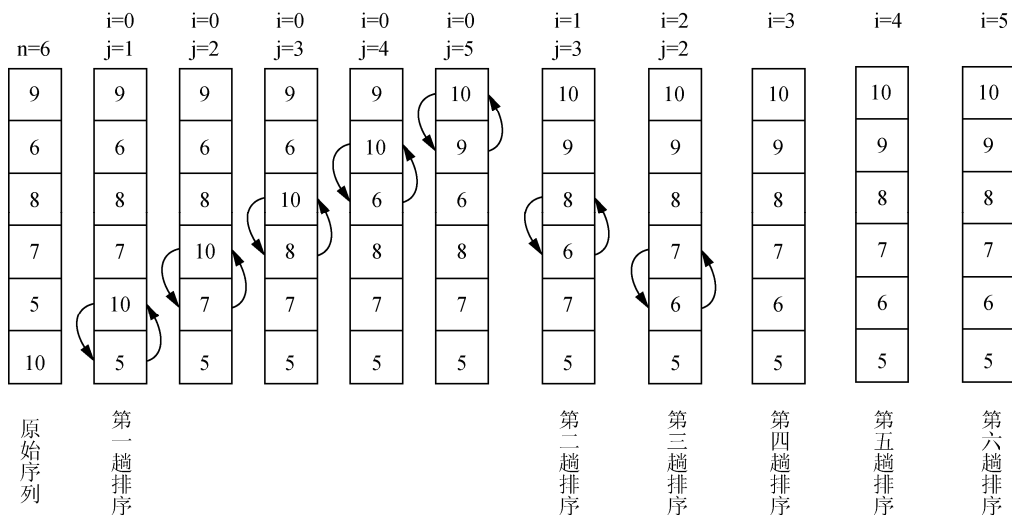 i=0 i=0 i=0 i=0 i=0 i=1 i=2 i=3 i=4 i=5
n=6 j=1 j=2 j=3 j=4 j=5 j=3 j=2
9 9 9 9 9 10 10 10 10 10 10
6 6 6 6 10 9 9 9 9 9 9
8 8 8 10 6 6 8 8 8 8 8
7 7 10 8 8 8 6 7 7 7 7
5 10 7 7 7 7 7 6 6 6 6
10 5 5 5 5 5 5 5 5 5 5
原始序列
第一趟排序
第二趟排序
第三趟排序
第四趟排序
第五趟排序
第六趟排序